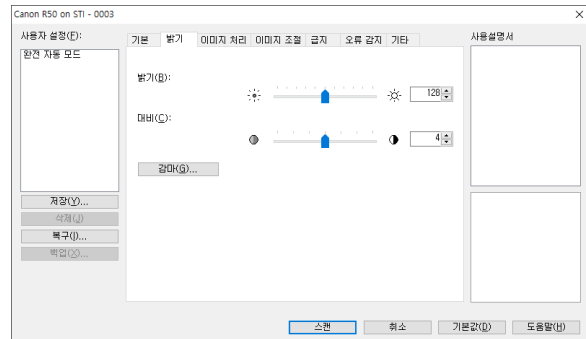 Canon R50 on STI - 0003
사용자 설정(F):
완전 자동 모드
저장(Y)...
삭제(J)
복구(I)...
백업(X)...
기본 밝기 이미지 처리 이미지 조절 급지 오류 감지 기타
밝기(B):
128
대비(C):
4
감마(G)...
사용설명서
스캔 취소 기본값(D) 도움말(H)